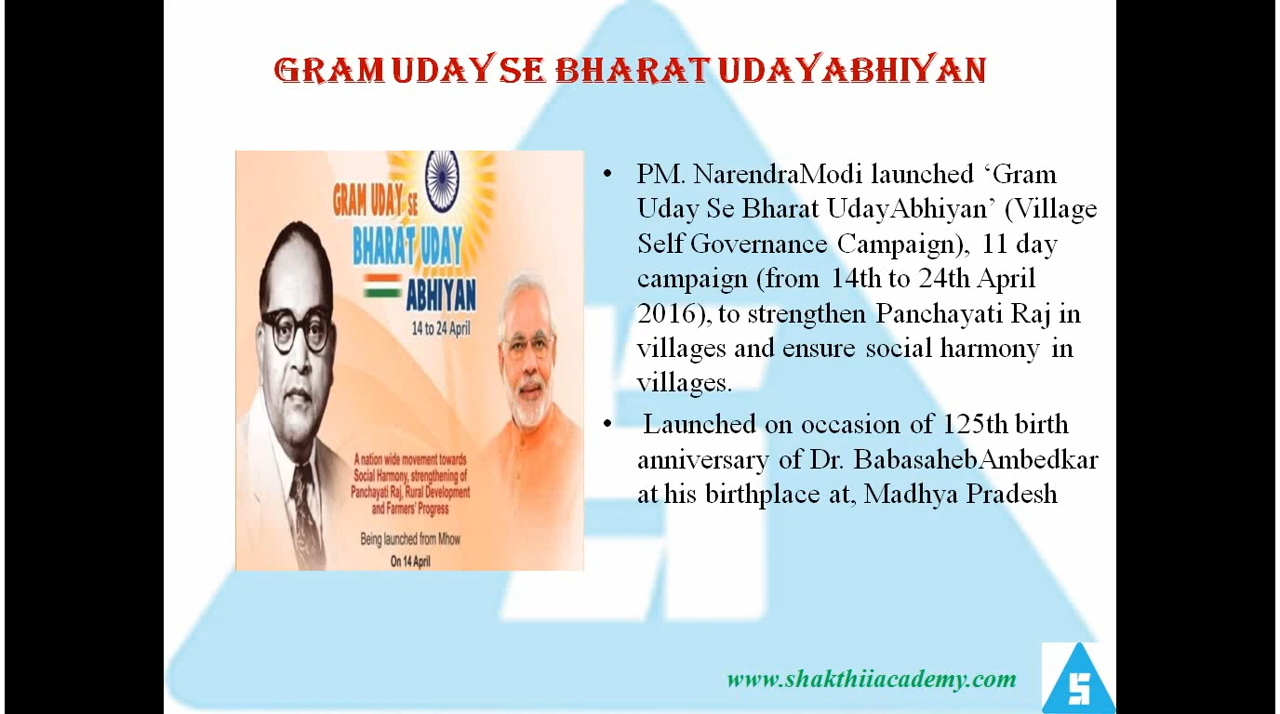 GRAM UDAY SE BHARAT UDAYABHIYAN
GRAM UDAY SE
BHARAT UDAY
ABHIYAN
14 to 24 April
A nation wide movement towards
Social Harmony, strengthening of
Panchayati Raj, Rural Development
and Farmers' Progress
Being launched from Mhow
On 14 April
• PM. NarendraModi launched ‘Gram
Uday Se Bharat UdayAbhiyan’ (Village
Self Governance Campaign), 11 day
campaign (from 14th to 24th April
2016), to strengthen Panchayati Raj in
villages and ensure social harmony in
villages.
• Launched on occasion of 125th birth
anniversary of Dr. BabasahebAmbedkar
at his birthplace at, Madhya Pradesh
www.shakthiiacademy.com